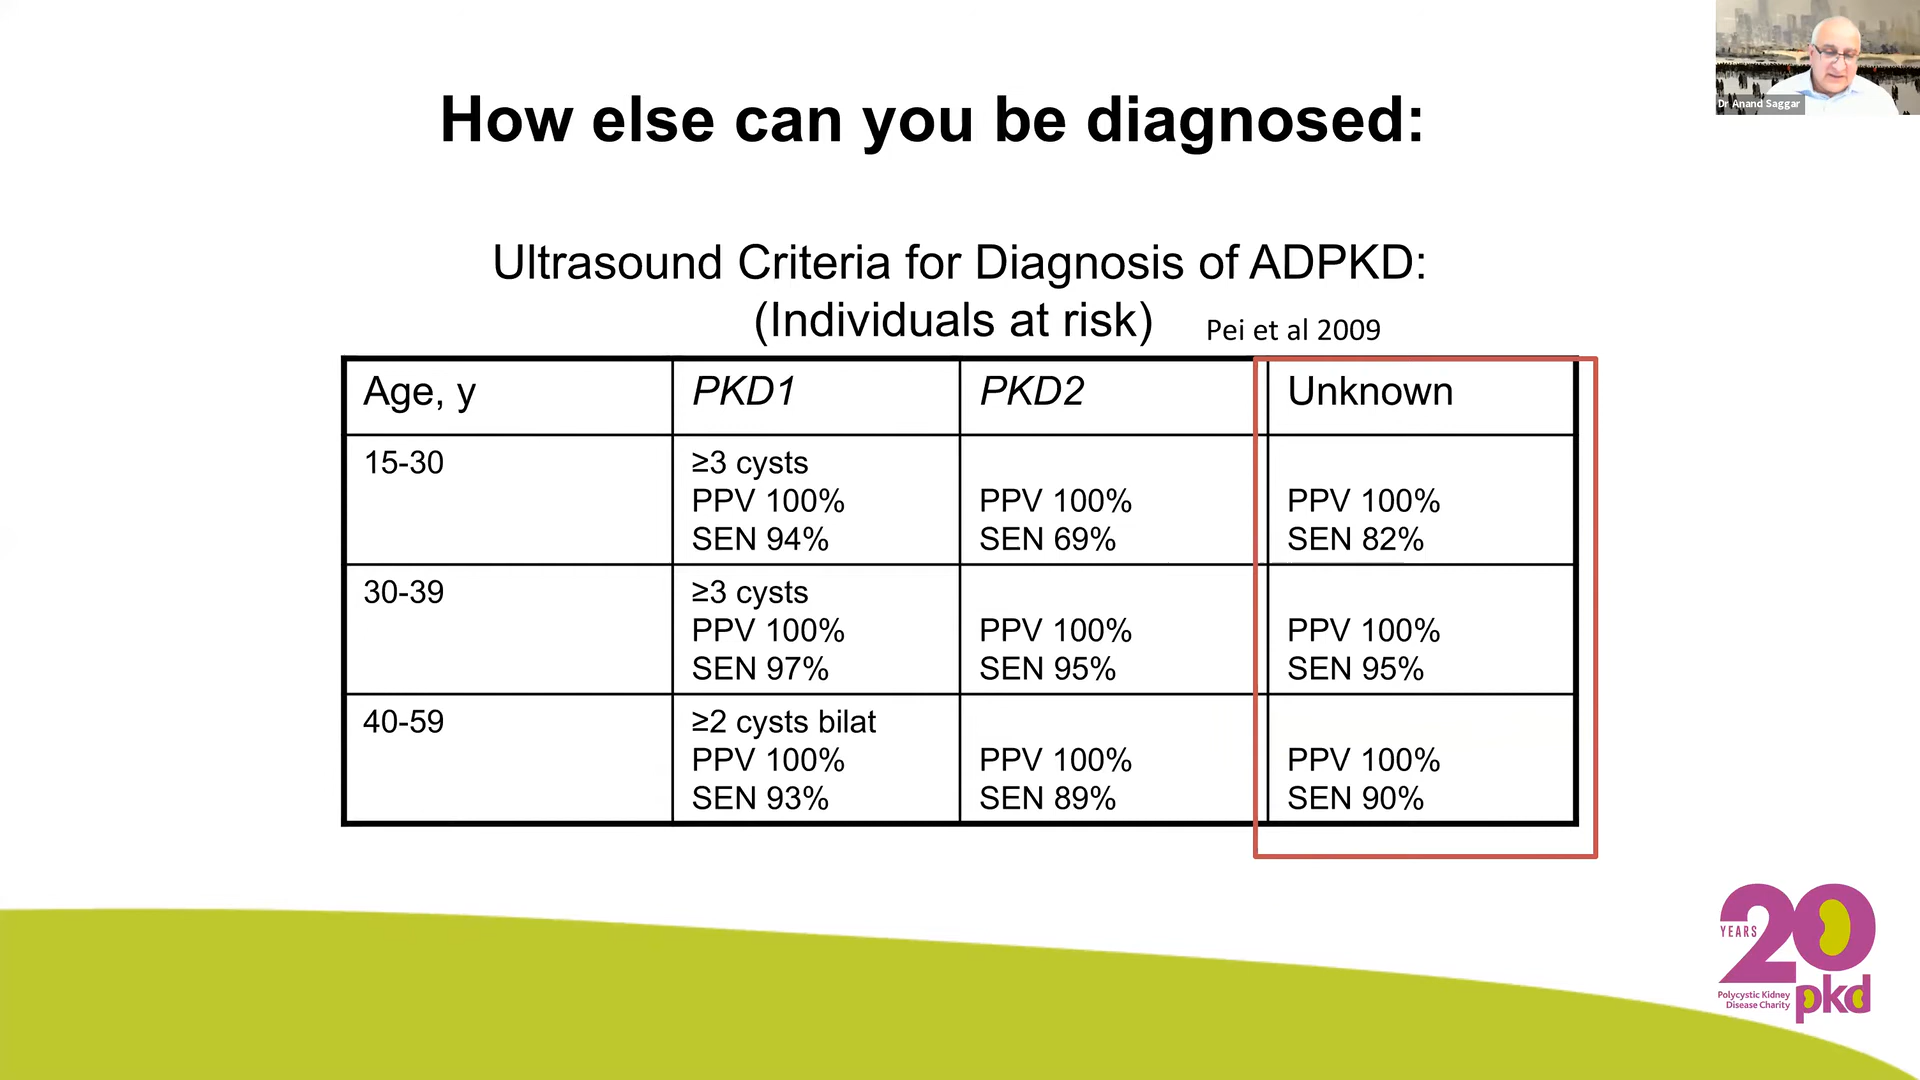 Dr Anand Saggar
How else can you be diagnosed:
Ultrasound Criteria for Diagnosis of ADPKD:
(Individuals at risk)
Pei et al 2009
Age, y PKD1 PKD2 Unknown
15-30 ≥3 cysts
PPV 100% PPV 100% PPV 100%
SEN 94% SEN 69% SEN 82%
30-39 ≥3 cysts
PPV 100% PPV 100% PPV 100%
SEN 97% SEN 95% SEN 95%
40-59 ≥2 cysts bilat
PPV 100% PPV 100% PPV 100%
SEN 93% SEN 89% SEN 90%
20
YEARS
Polycystic Kidney
Disease Charity
pkd